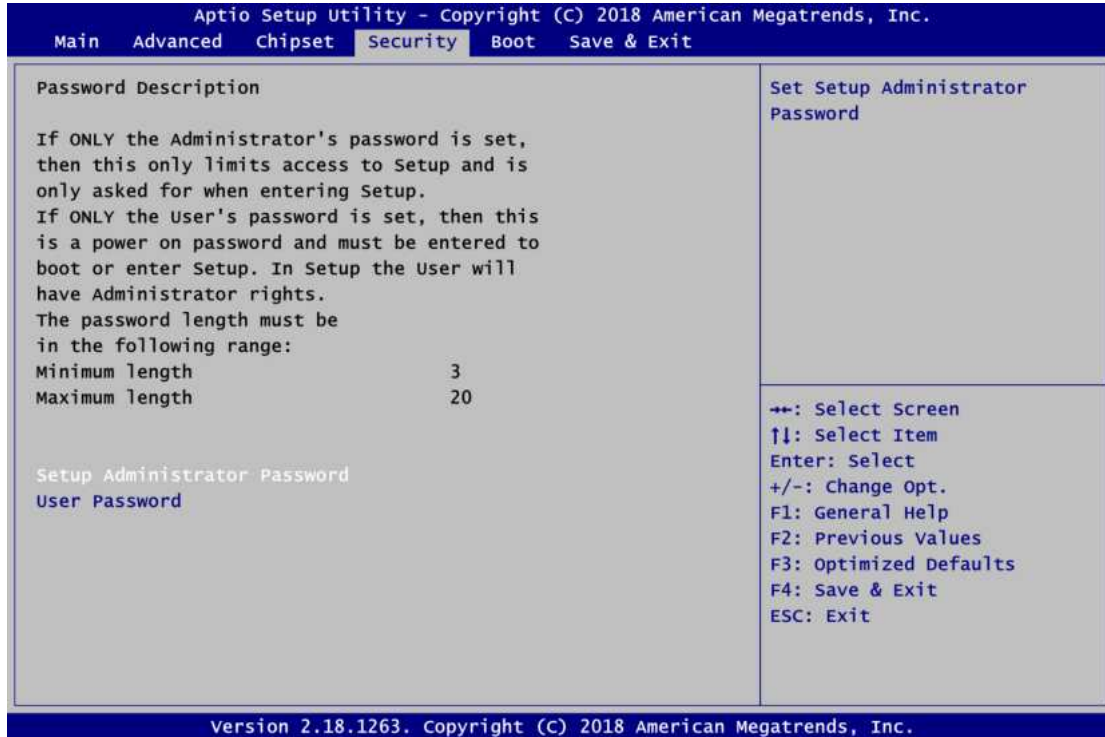 Aptio Setup Utility - Copyright (C) 2018 American Megatrends, Inc.
Main Advanced Chipset Security Boot Save & Exit
Password Description
If ONLY the Administrator's password is set,
then this only limits access to Setup and is
only asked for when entering Setup.
If ONLY the User's password is set, then this
is a power on password and must be entered to
boot or enter Setup. In Setup the User will
have Administrator rights.
The password length must be
in the following range:
Minimum length 3
Maximum length 20
Setup Administrator Password
User Password
Set Setup Administrator
Password
→←: Select Screen
↑↓: Select Item
Enter: Select
+/-: Change Opt.
F1: General Help
F2: Previous Values
F3: Optimized Defaults
F4: Save & Exit
ESC: Exit
Version 2.18.1263. Copyright (C) 2018 American Megatrends, Inc.